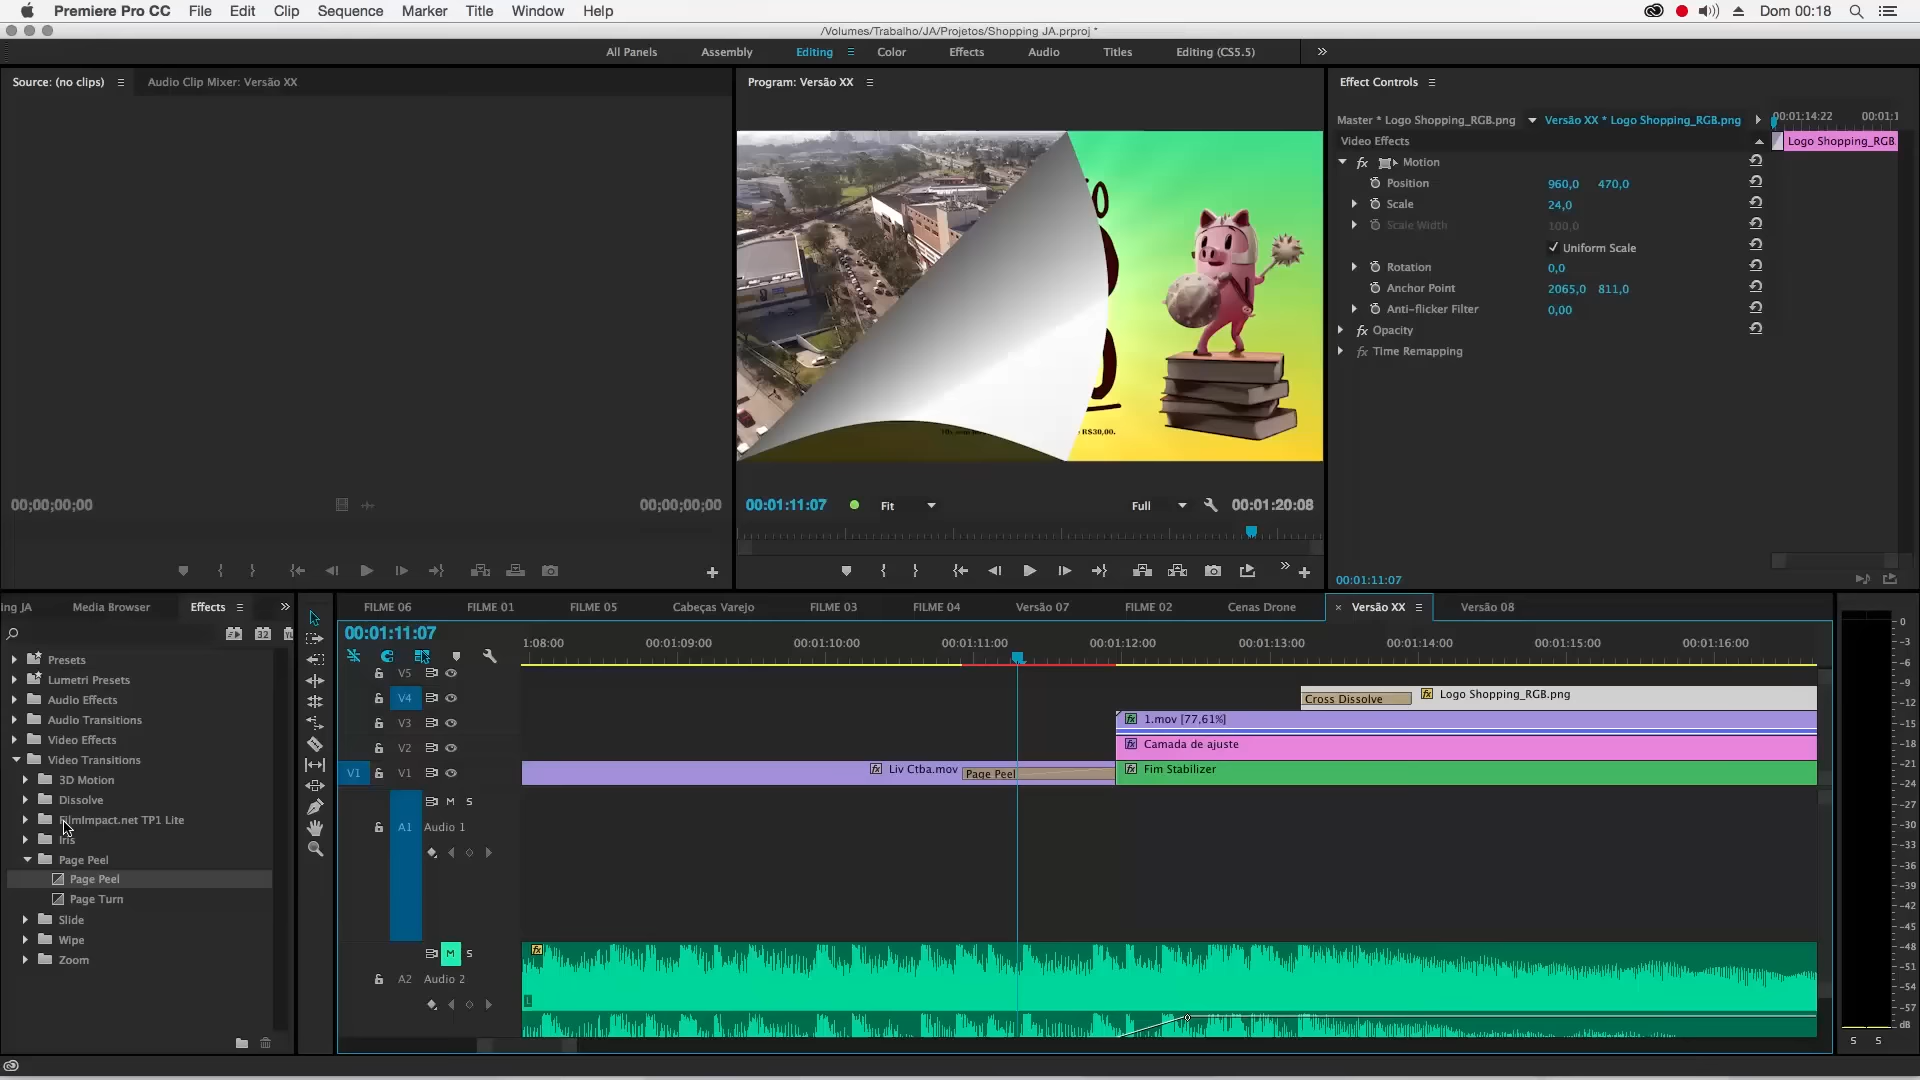 Premiere Pro CC File Edit Clip Sequence Marker Title Window Help Dom 00:18
/Volumes/Trabalho/JA/Projetos/Shopping JA.prproj *
All Panels Assembly Editing Color Effects Audio Titles Editing (CS5.5)
Source: (no clips) Audio Clip Mixer: Versão XX
Program: Versão XX
R$30,00.
Effect Controls
Master * Logo Shopping_RGB.png Versão XX * Logo Shopping_RGB.png 00:01:14:22 00:01:1
Video Effects Logo Shopping_RGB.
fx Motion
Position 960,0 470,0
Scale 24,0
Scale Width 100,0
Uniform Scale
Rotation 0,0
Anchor Point 2065,0 811,0
Anti-flicker Filter 0,00
fx Opacity
fx Time Remapping
00;00;00;00 00;00;00;00
00:01:11:07 Fit Full 00:01:20:08
00:01:11:07
ing JA Media Browser Effects
32
Presets
Lumetri Presets
Audio Effects
Audio Transitions
Video Effects
Video Transitions
3D Motion
Dissolve
FilmImpact.net TP1 Lite
Iris
Page Peel
Page Peel
Page Turn
Slide
Wipe
Zoom
FILME 06 FILME 01 FILME 05 Cabeças Varejo FILME 03 FILME 04 Versão 07 FILME 02 Cenas Drone Versão XX Versão 08
00:01:11:07
1:08:00 00:01:09:00 00:01:10:00 00:01:11:00 00:01:12:00 00:01:13:00 00:01:14:00 00:01:15:00 00:01:16:00
V5
V4 Cross Dissolve fx Logo Shopping_RGB.png
V3 fx 1.mov [77,61%]
V2 fx Camada de ajuste
V1 V1 fx Liv Ctba.mov Page Peel fx Fim Stabilizer
M S
A1 Audio 1
M S fx
A2 Audio 2
L
0
-3
-6
-9
-12
-15
-18
-21
-24
-27
-30
-33
-36
-39
-42
-45
-48
-51
-54
-57
dB
S S